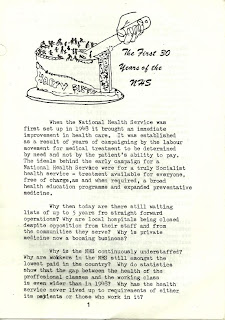 The First 30
Years of the
NHS
When the National Health Service was
first set up in 1948 it brought an immediate
improvement in health care. It was established
as a result of years of campaigning by the Labour
movement for medical treatment to be determined
by need and not by the patient's ability to pay.
The ideals behind the early campaign for a
National Health Service were for a truly Socialist
health service - treatment available for everyone,
free of charge, as and when required, a broad
health education programme and expanded preventative
medicine.
Why then today are there still waiting
lists of up to 5 years for straight forward
operations? Why are local hospitals being closed
despite opposition from their staff and from
the communities they serve? Why is private
medicine now a booming business?
Why is the NHS continuously understaffed?
Why are workers in the NHS still amongst the
lowest paid in the country? Why do statistics
show that the gap between the health of the
professional classes and the working class
is even wider than in 1948? Why has the health
service never lived up to requirements of either
its patients or those who work in it?
1